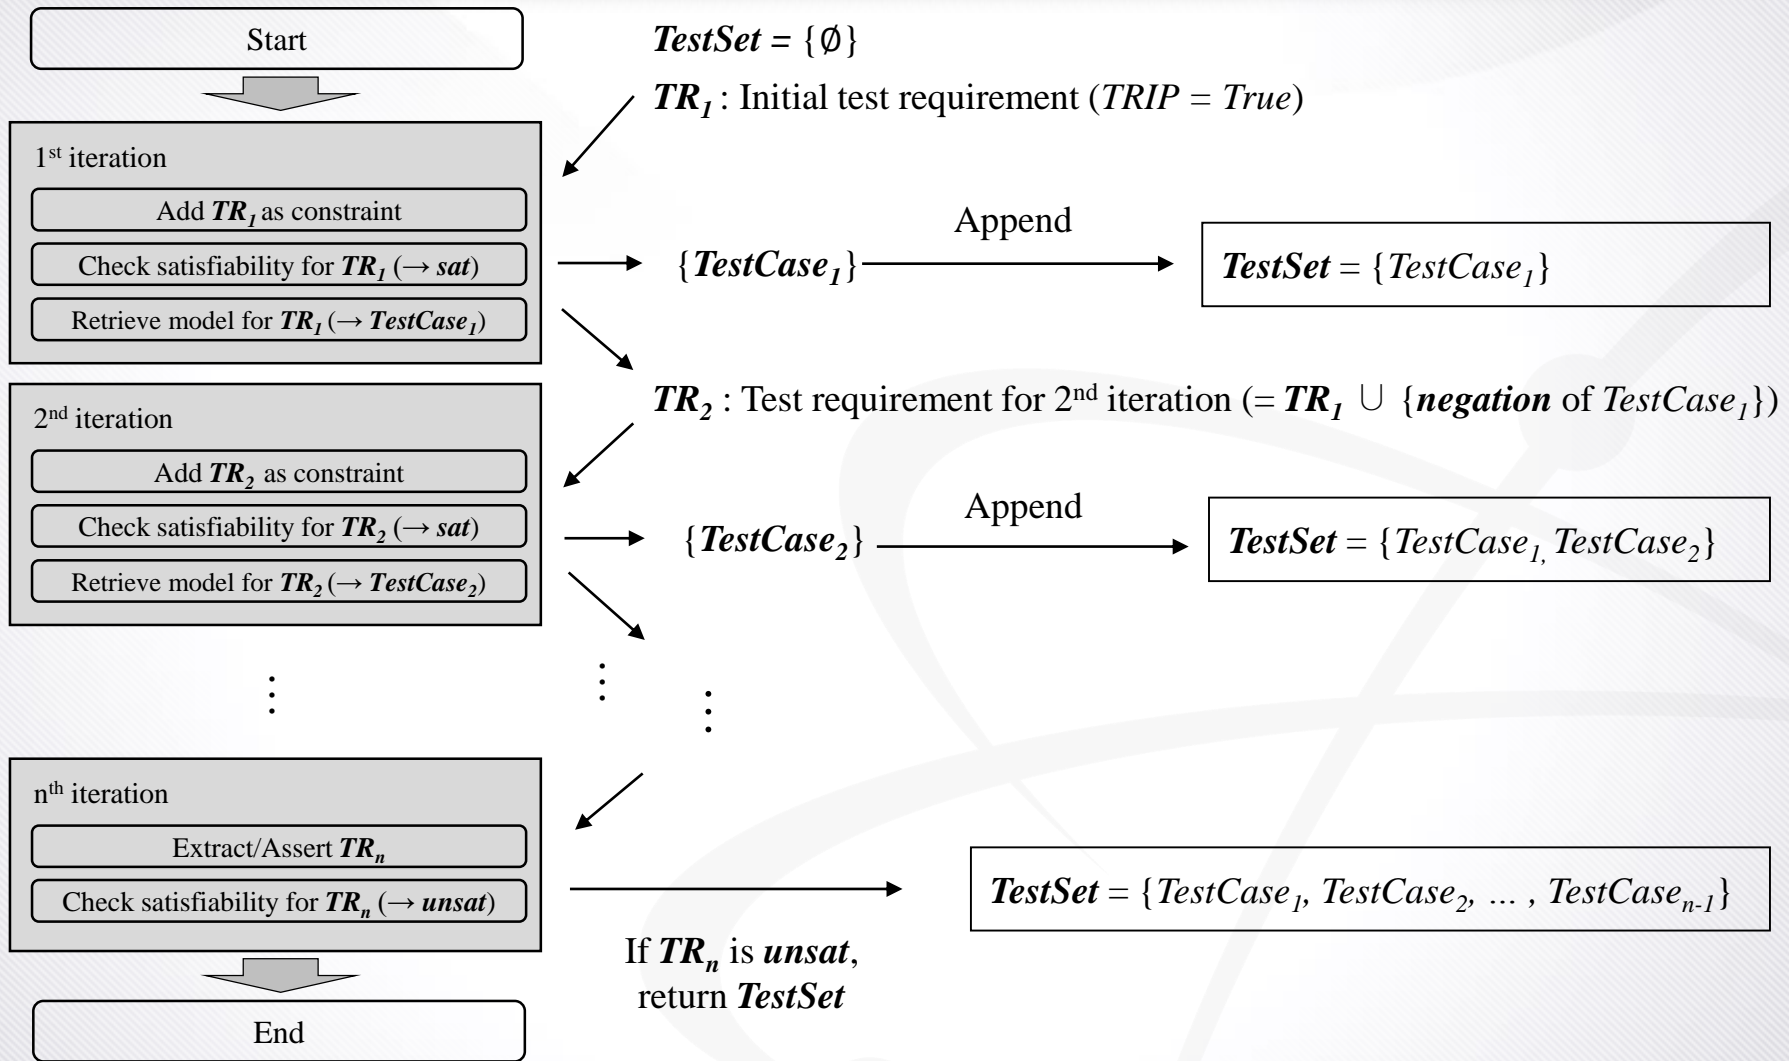 Start
TestSet = {∅}
TR1 : Initial test requirement (TRIP = True)
1st iteration
Add TR1 as constraint
Check satisfiability for TR1 (→ sat)
Retrieve model for TR1 (→ TestCase1)
{TestCase1}
Append
TestSet = {TestCase1}
TR2 : Test requirement for 2nd iteration (= TR1 ∪ {negation of TestCase1})
2nd iteration
Add TR2 as constraint
Check satisfiability for TR2 (→ sat)
Retrieve model for TR2 (→ TestCase2)
{TestCase2}
Append
TestSet = {TestCase1, TestCase2}
⋮
⋮
⋮
nth iteration
Extract/Assert TRn
Check satisfiability for TRn (→ unsat)
TestSet = {TestCase1, TestCase2, ... , TestCasen-1}
If TRn is unsat,
return TestSet
End